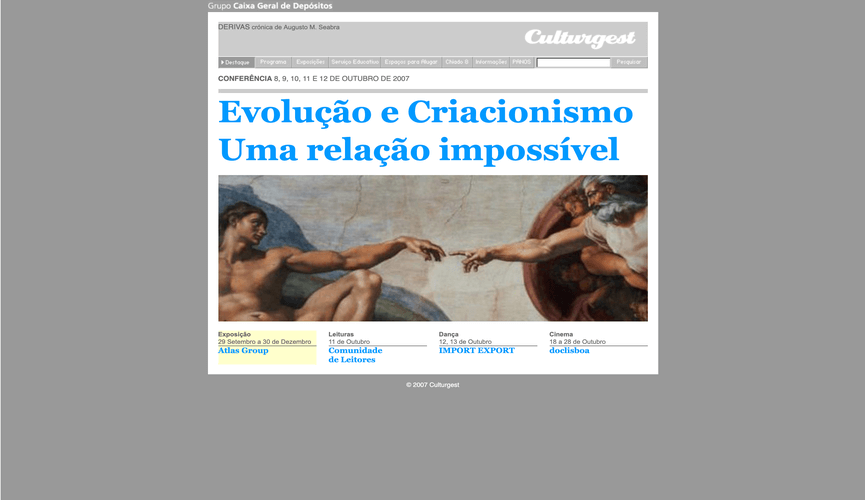 Grupo Caixa Geral de Depósitos
DERIVAS crônica de Augusto M. Seabra
Culturgest
Destaque Programa Exposições Serviço Educativo Espaços para Alugar Chiado 8 Informações PANOS Pesquisar
CONFERÊNCIA 8, 9, 10, 11 E 12 DE OUTUBRO DE 2007
Evolução e Criacionismo
Uma relação impossível
Exposição
29 Setembro a 30 de Dezembro
Atlas Group
Leituras
11 de Outubro
Comunidade
de Leitores
Dança
12, 13 de Outubro
IMPORT EXPORT
Cinema
18 a 28 de Outubro
doclisboa
© 2007 Culturgest